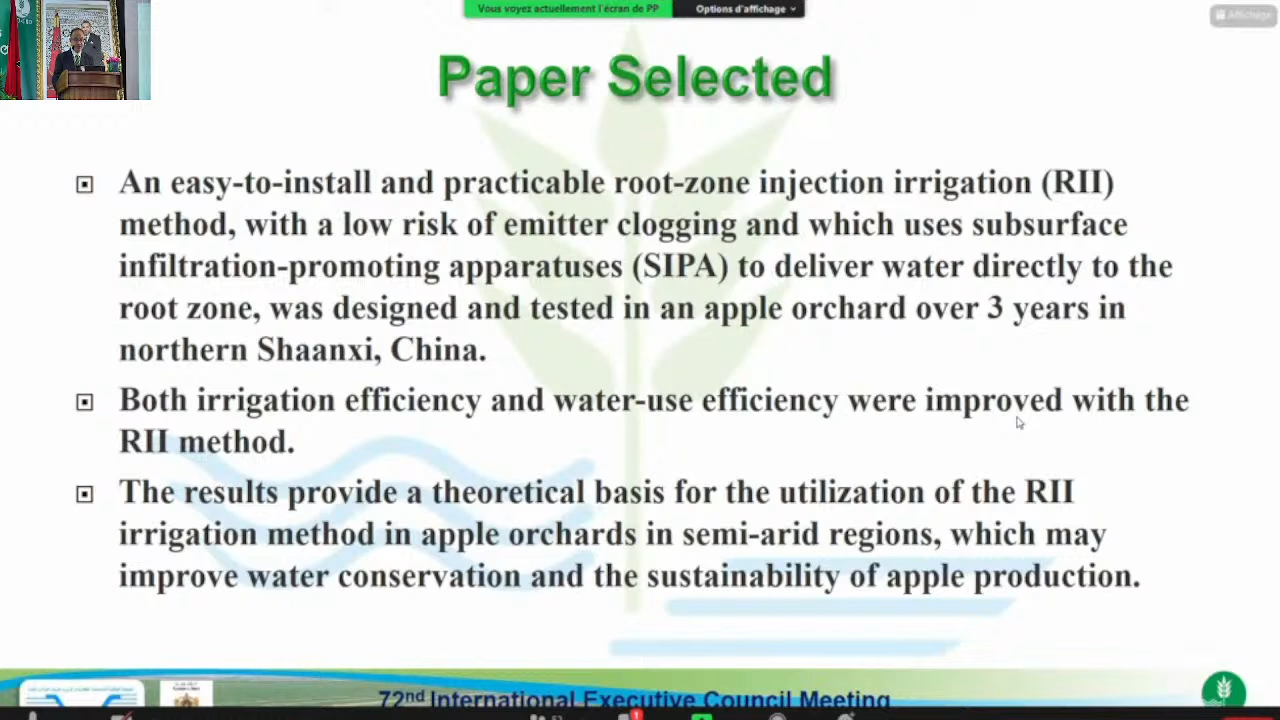 Vous voyez actuellement l'écran de PP
Options d'affichage
Affichage
Paper Selected
An easy-to-install and practicable root-zone injection irrigation (RII)
method, with a low risk of emitter clogging and which uses subsurface
infiltration-promoting apparatuses (SIPA) to deliver water directly to the
root zone, was designed and tested in an apple orchard over 3 years in
northern Shaanxi, China.
Both irrigation efficiency and water-use efficiency were improved with the
RII method.
The results provide a theoretical basis for the utilization of the RII
irrigation method in apple orchards in semi-arid regions, which may
improve water conservation and the sustainability of apple production.
72nd International Executive Council Meeting